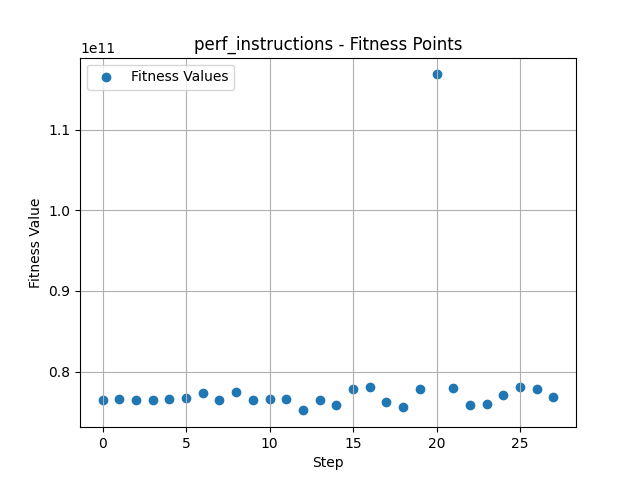 perf_instructions - Fitness Points
1e11
Fitness Values
1.1
1.0
0.9
0.8
Fitness Value
0 5 10 15 20 25
Step